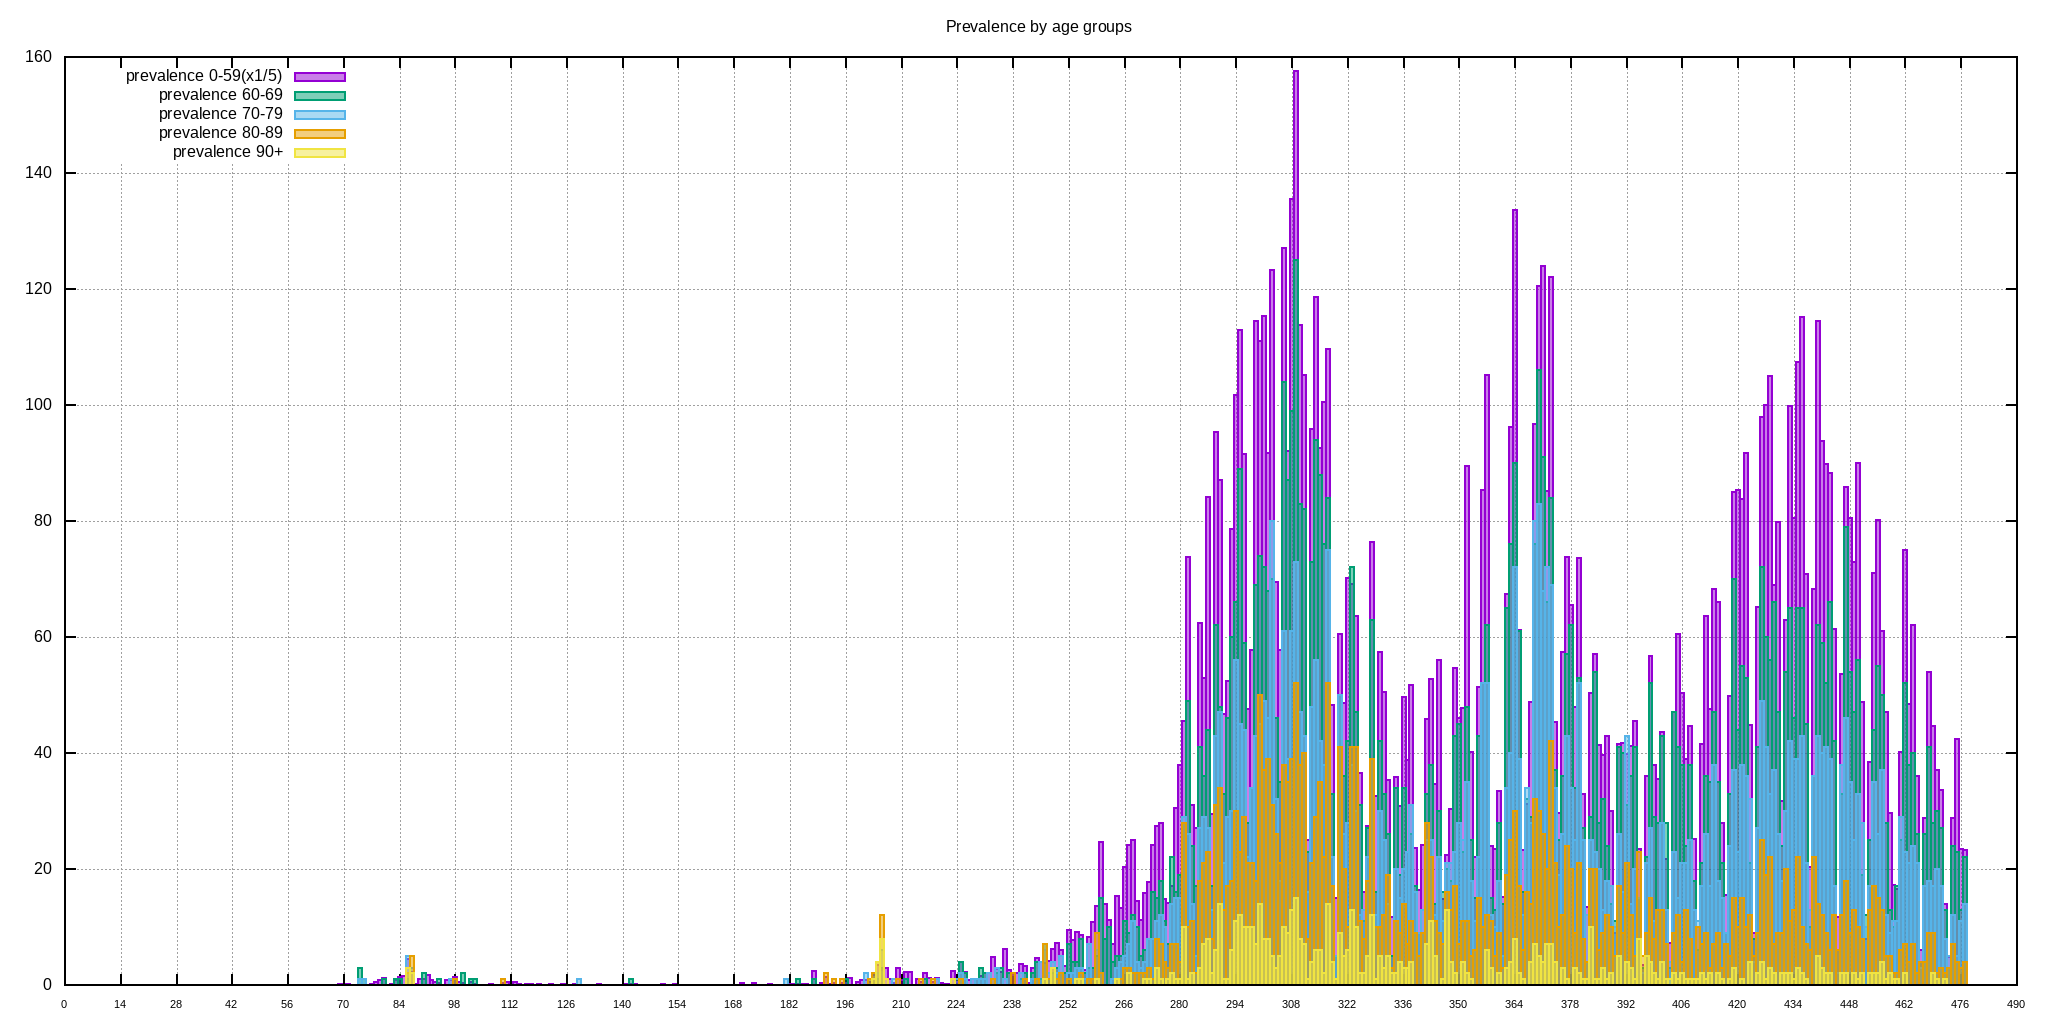 Prevalence by age groups
prevalence 0-59(x1/5)
prevalence 60-69
prevalence 70-79
prevalence 80-89
prevalence 90+
160
140
120
100
80
60
40
20
0
0 14 28 42 56 70 84 98 112 126 140 154 168 182 196 210 224 238 252 266 280 294 308 322 336 350 364 378 392 406 420 434 448 462 476 490